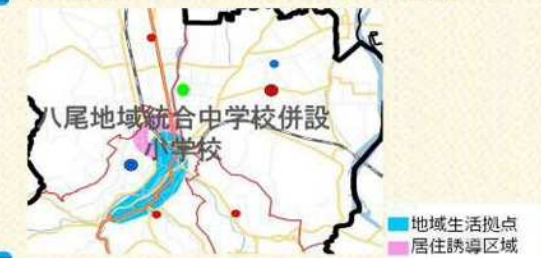 八尾地域統合中学校併設
小学校
地域生活拠点
居住誘導区域